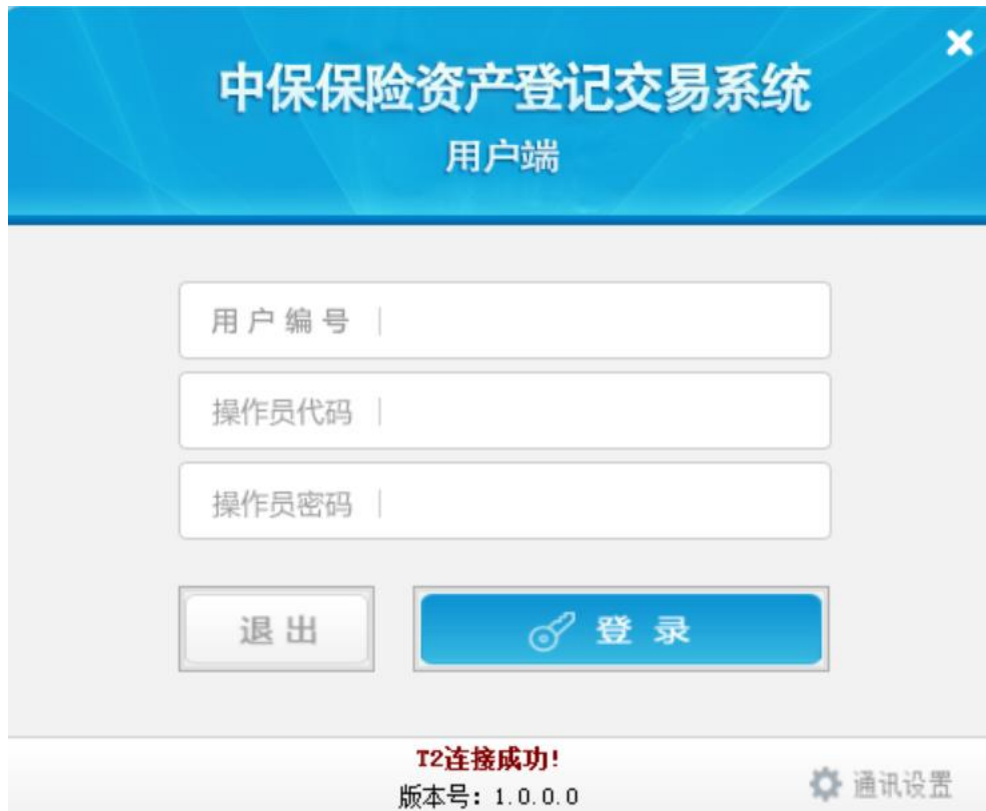 中保保险资产登记交易系统
用户端
用户编号
操作员代码
操作员密码
退出 登录
T2连接成功!
版本号: 1.0.0.0
通讯设置